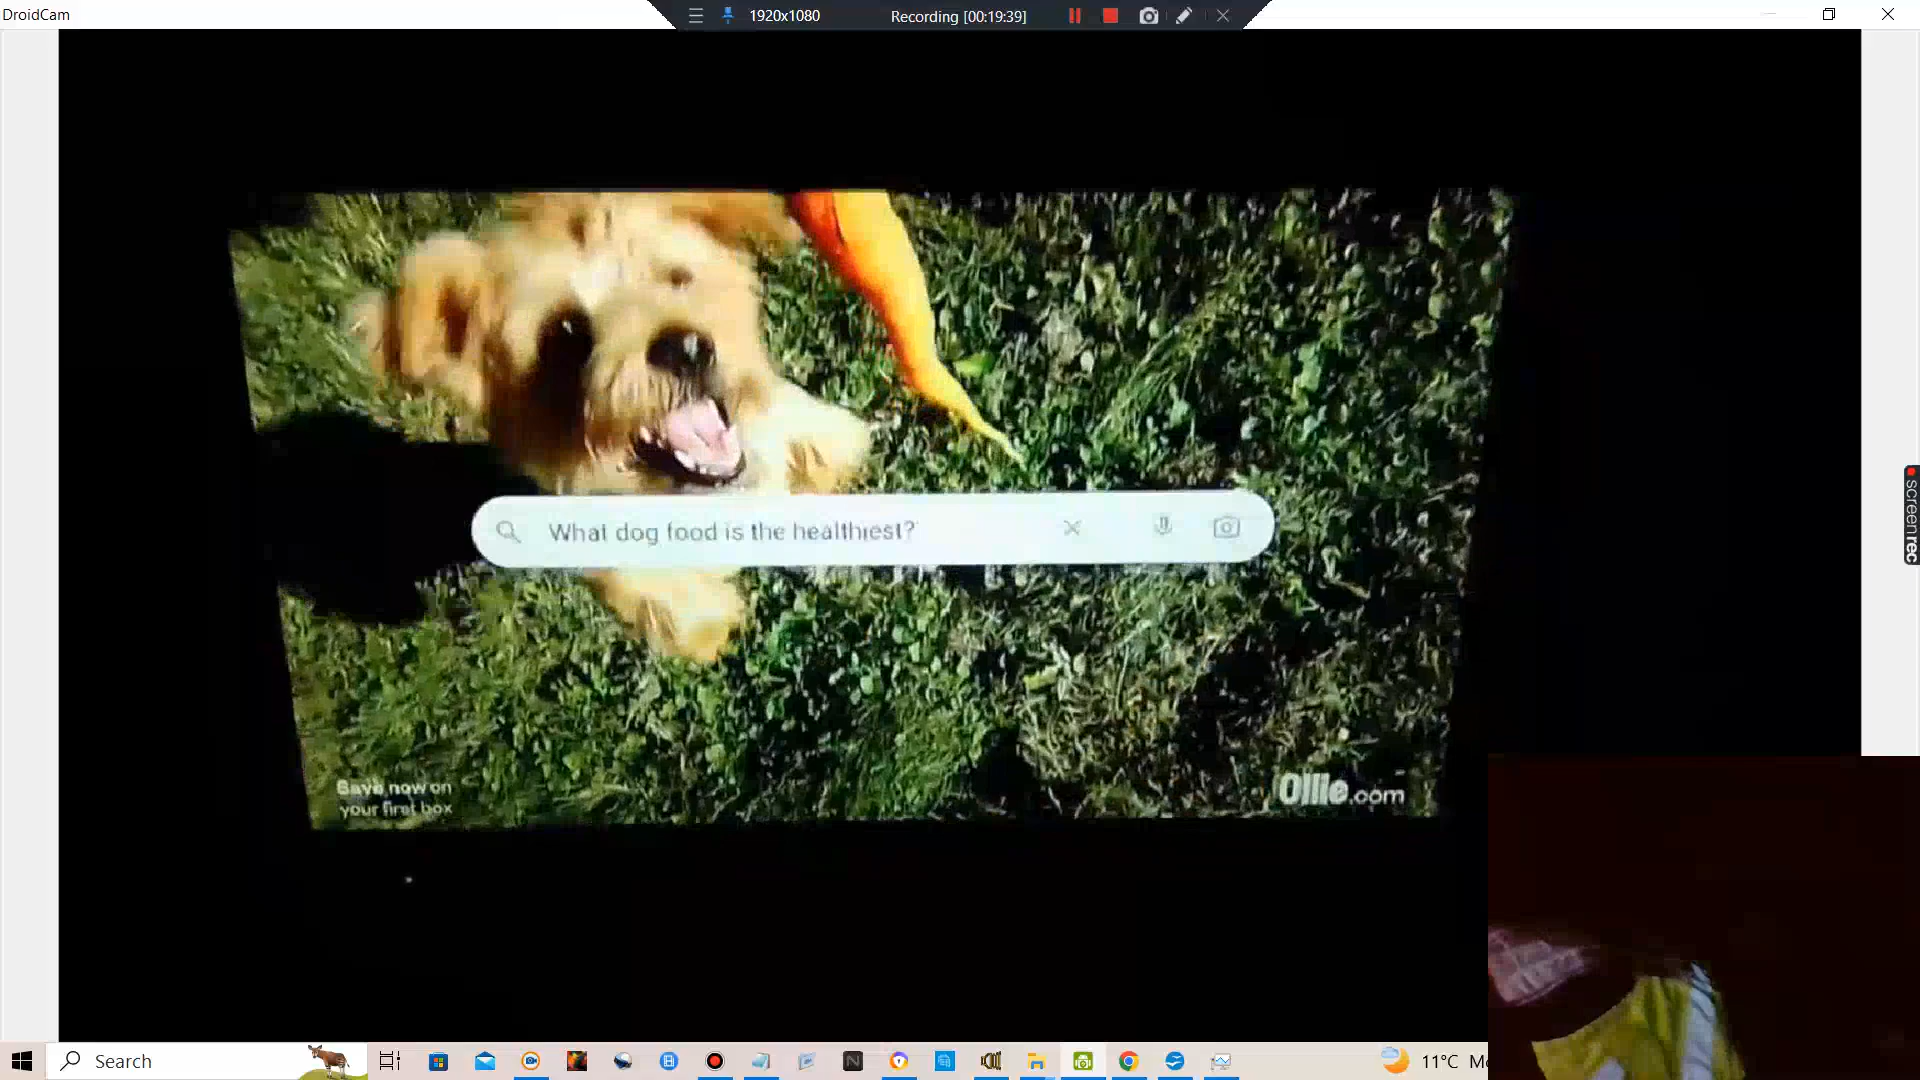 DroidCam
1920x1080
Recording [00:19:39]
What dog food is the healthiest?
Save now on
your first box
Ollie.com
screenrec
Search
11°C